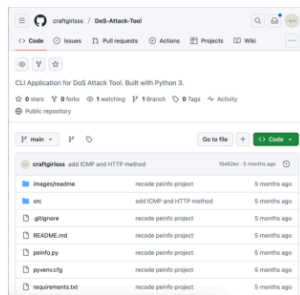 craftgirlsss / DoS-Attack-Tool
Code Issues Pull requests Actions Projects Wiki
CLI Application for DoS Attack Tool. Built with Python 3.
0 stars 0 forks 1 watching 1 Branch 0 Tags Activity
Public repository
main Go to file Code
craftgirlsss add ICMP and HTTP method 5 months ago
images/readme recode peinfo project 5 months ago
src add ICMP and HTTP method 5 months ago
.gitignore recode peinfo project 5 months ago
README.md recode peinfo project 5 months ago
peinfo.py recode peinfo project 5 months ago
pyvenv.cfg recode peinfo project 5 months ago
requirements.txt recode peinfo project 5 months ago